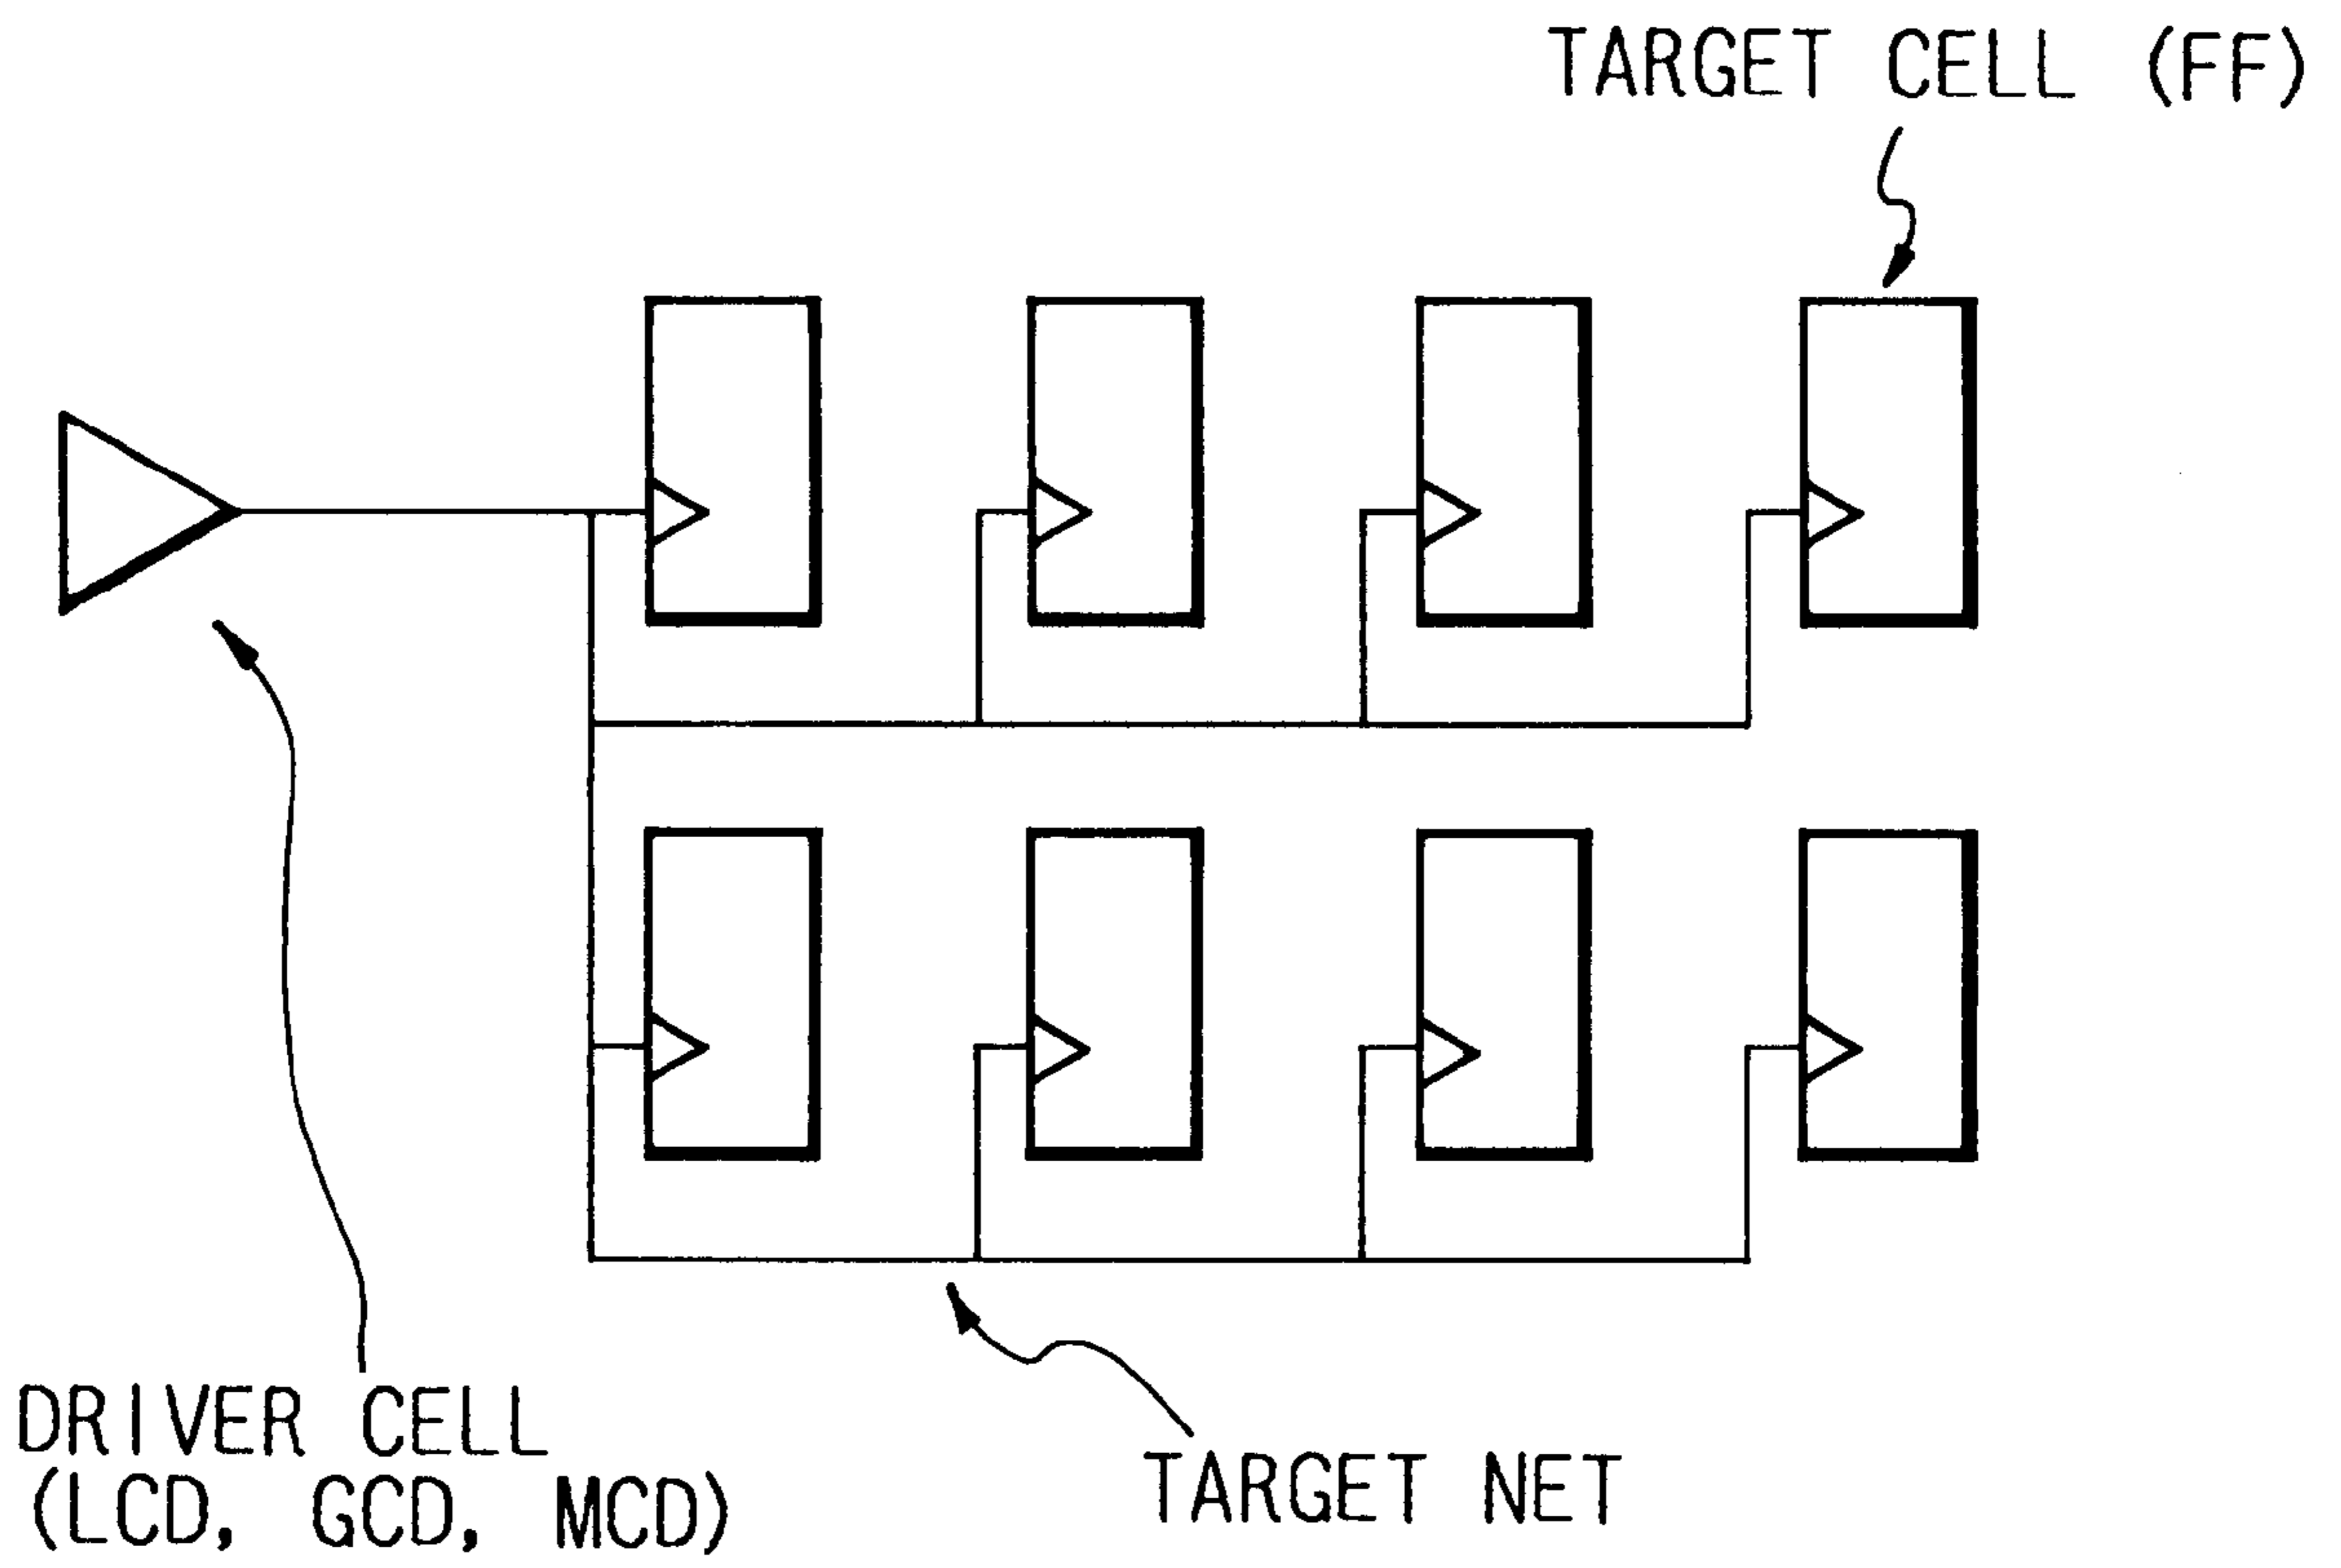 TARGET CELL (FF)
DRIVER CELL
(LCD, GCD, MCD)
TARGET NET